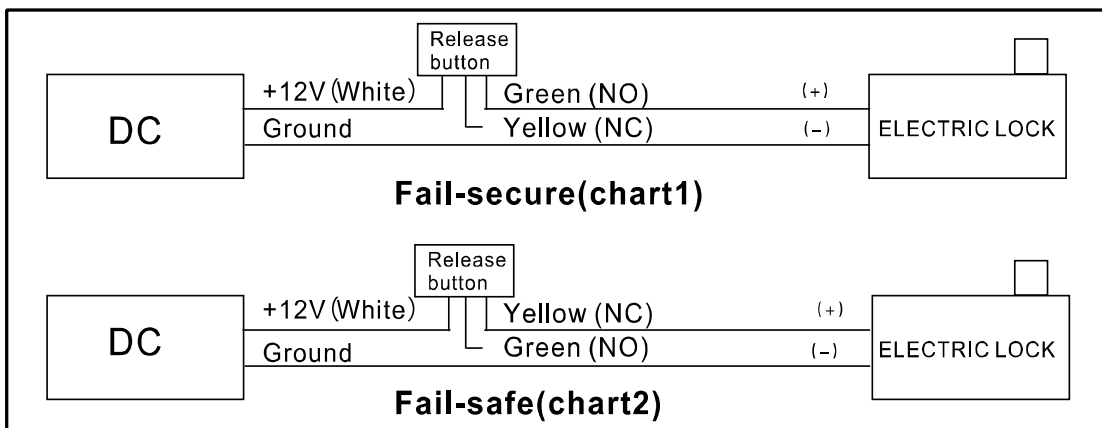 Release
button
+12V(White)
Green (NO)
(+)
DC
Ground
Yellow (NC)
(-)
ELECTRIC LOCK
Fail-secure(chart1)
Release
button
+12V(White)
Yellow (NC)
(+)
DC
Ground
Green (NO)
(-)
ELECTRIC LOCK
Fail-safe(chart2)